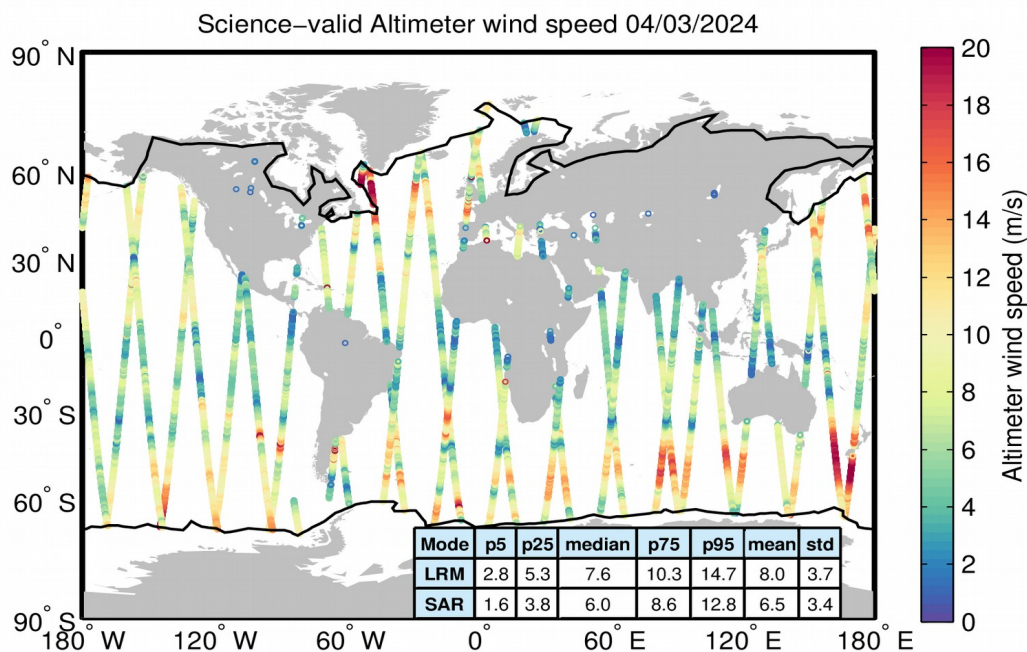 Science−valid Altimeter wind speed 04/03/2024
90° N
60° N
30° N
0°
30° S
60° S
90° S
180° W
120° W
60° W
0°
60° E
120° E
180° E
Mode p5 p25 median p75 p95 mean std
LRM 2.8 5.3 7.6 10.3 14.7 8.0 3.7
SAR 1.6 3.8 6.0 8.6 12.8 6.5 3.4
20
18
16
14
12
10
8
6
4
2
0
Altimeter wind speed (m/s)